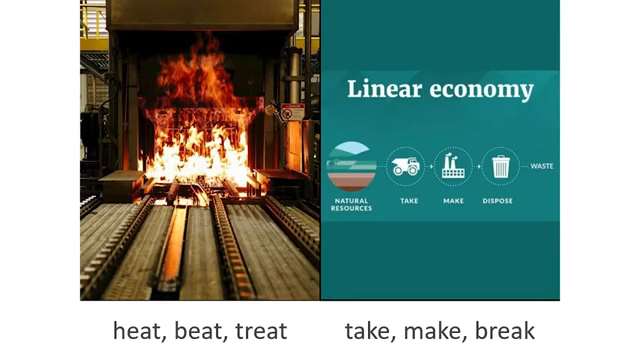 Linear economy
NATURAL
RESOURCES
TAKE
MAKE
DISPOSE
WASTE
heat, beat, treat
take, make, break